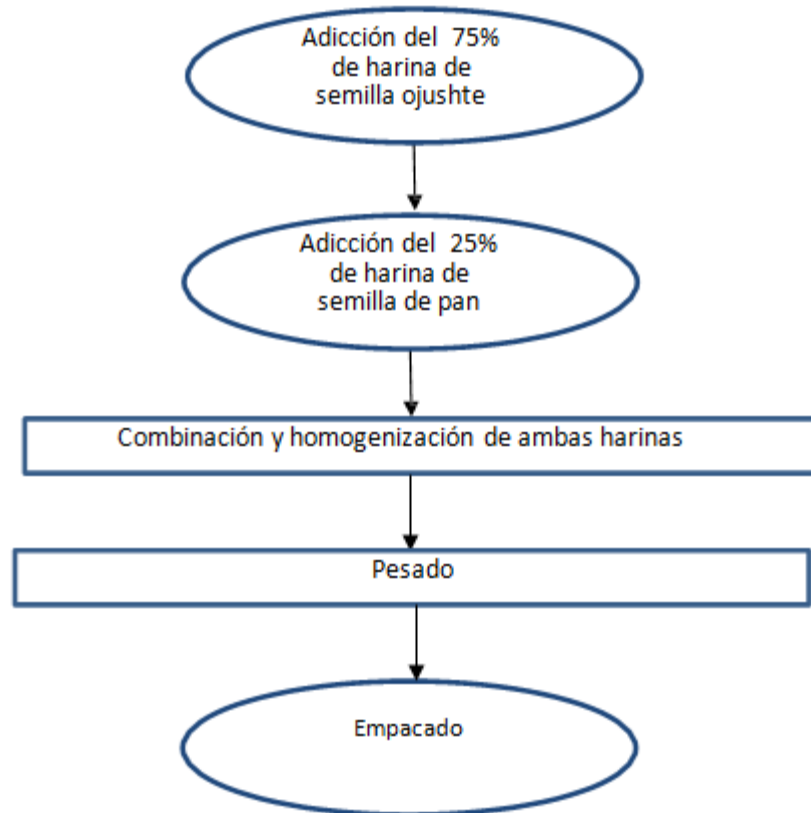 Adicción del 75%
de harina de
semilla ojushte
Adicción del 25%
de harina de
semilla de pan
Combinación y homogenización de ambas harinas
Pesado
Empacado